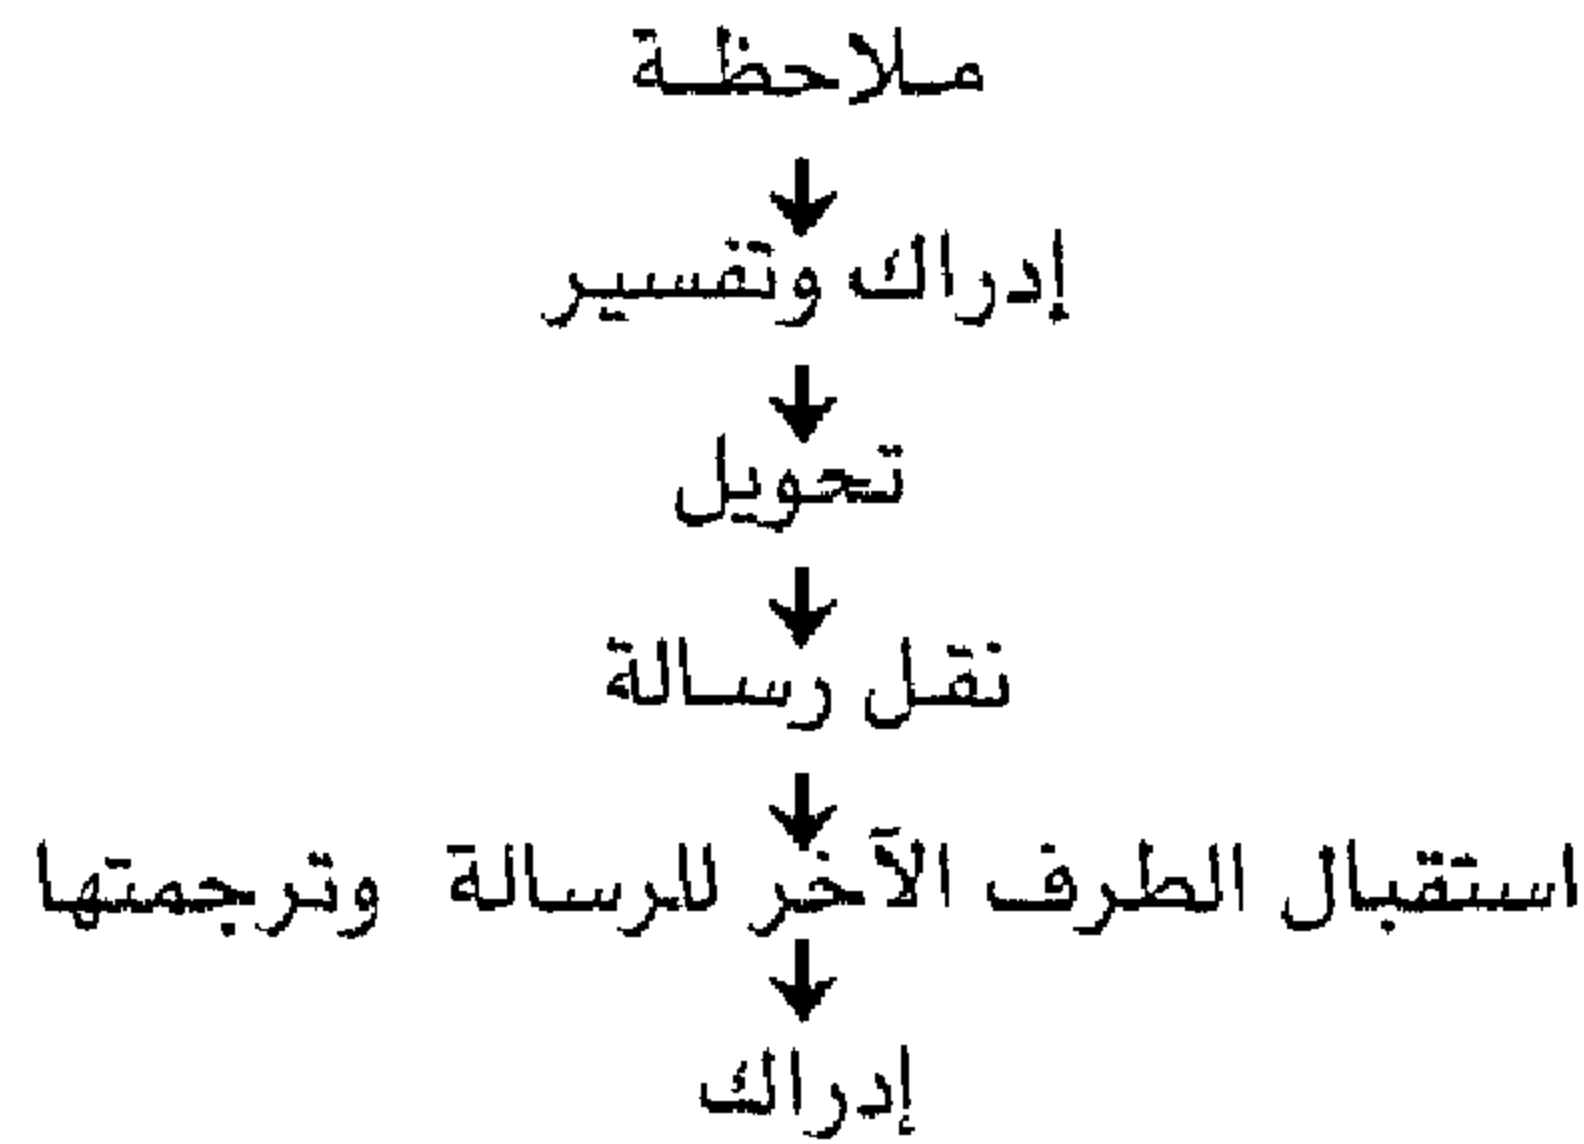 ملاحظة
إدراك وتفسير
تحويل
نقل رسالة
استقبال الطرف الآخر للرسالة وترجمتها
إدراك